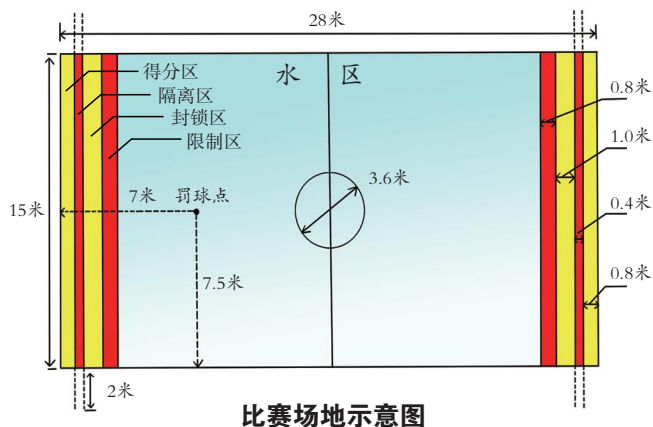 28米
得分区
隔离区
封锁区
限制区
水 区
0.8米
1.0米
3.6米
7米 罚球点
15米
0.4米
7.5米
0.8米
2米
比赛场地示意图